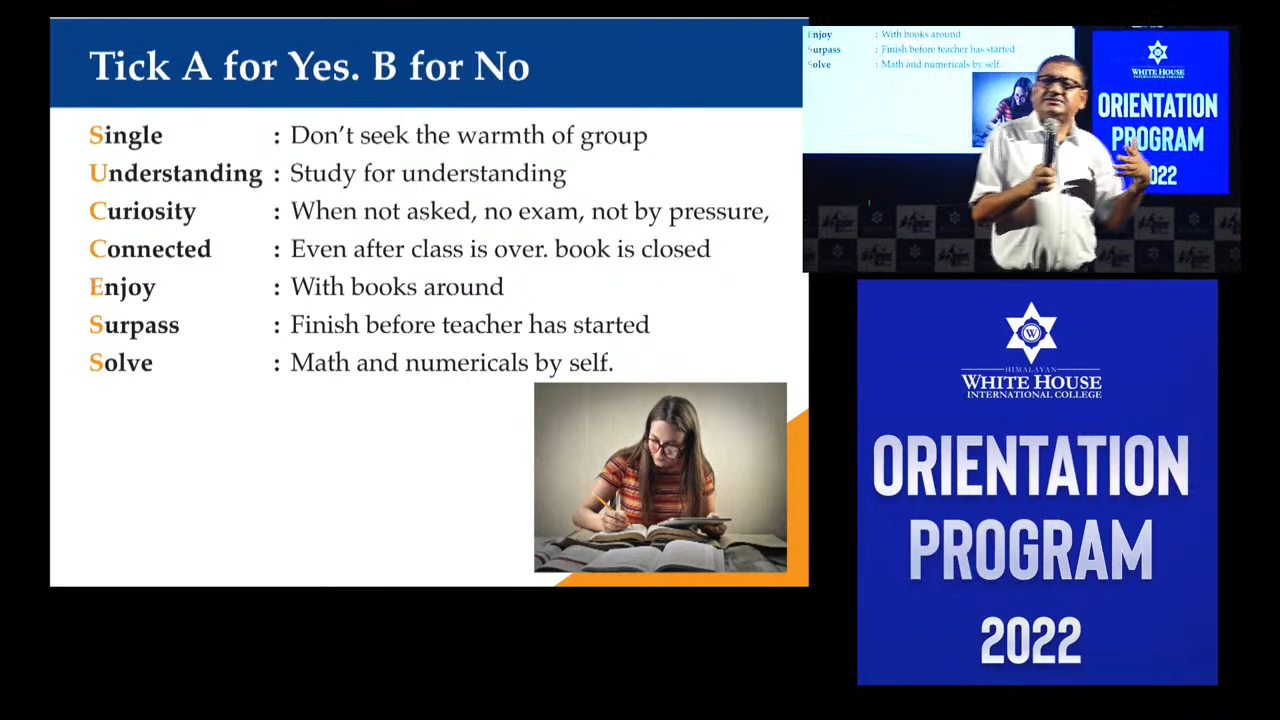 Tick A for Yes. B for No
Single : Don’t seek the warmth of group
Understanding : Study for understanding
Curiosity : When not asked, no exam, not by pressure,
Connected : Even after class is over. book is closed
Enjoy : With books around
Surpass : Finish before teacher has started
Solve : Math and numericals by self.
Enjoy : With books around
Surpass : Finish before teacher has started
Solve : Math and numericals by self.
WHITE HOUSE
INTERNATIONAL COLLEGE
ORIENTATION
PROGRAM
2022
W
HIMALAYAN
WHITE HOUSE
INTERNATIONAL COLLEGE
ORIENTATION
PROGRAM
2022